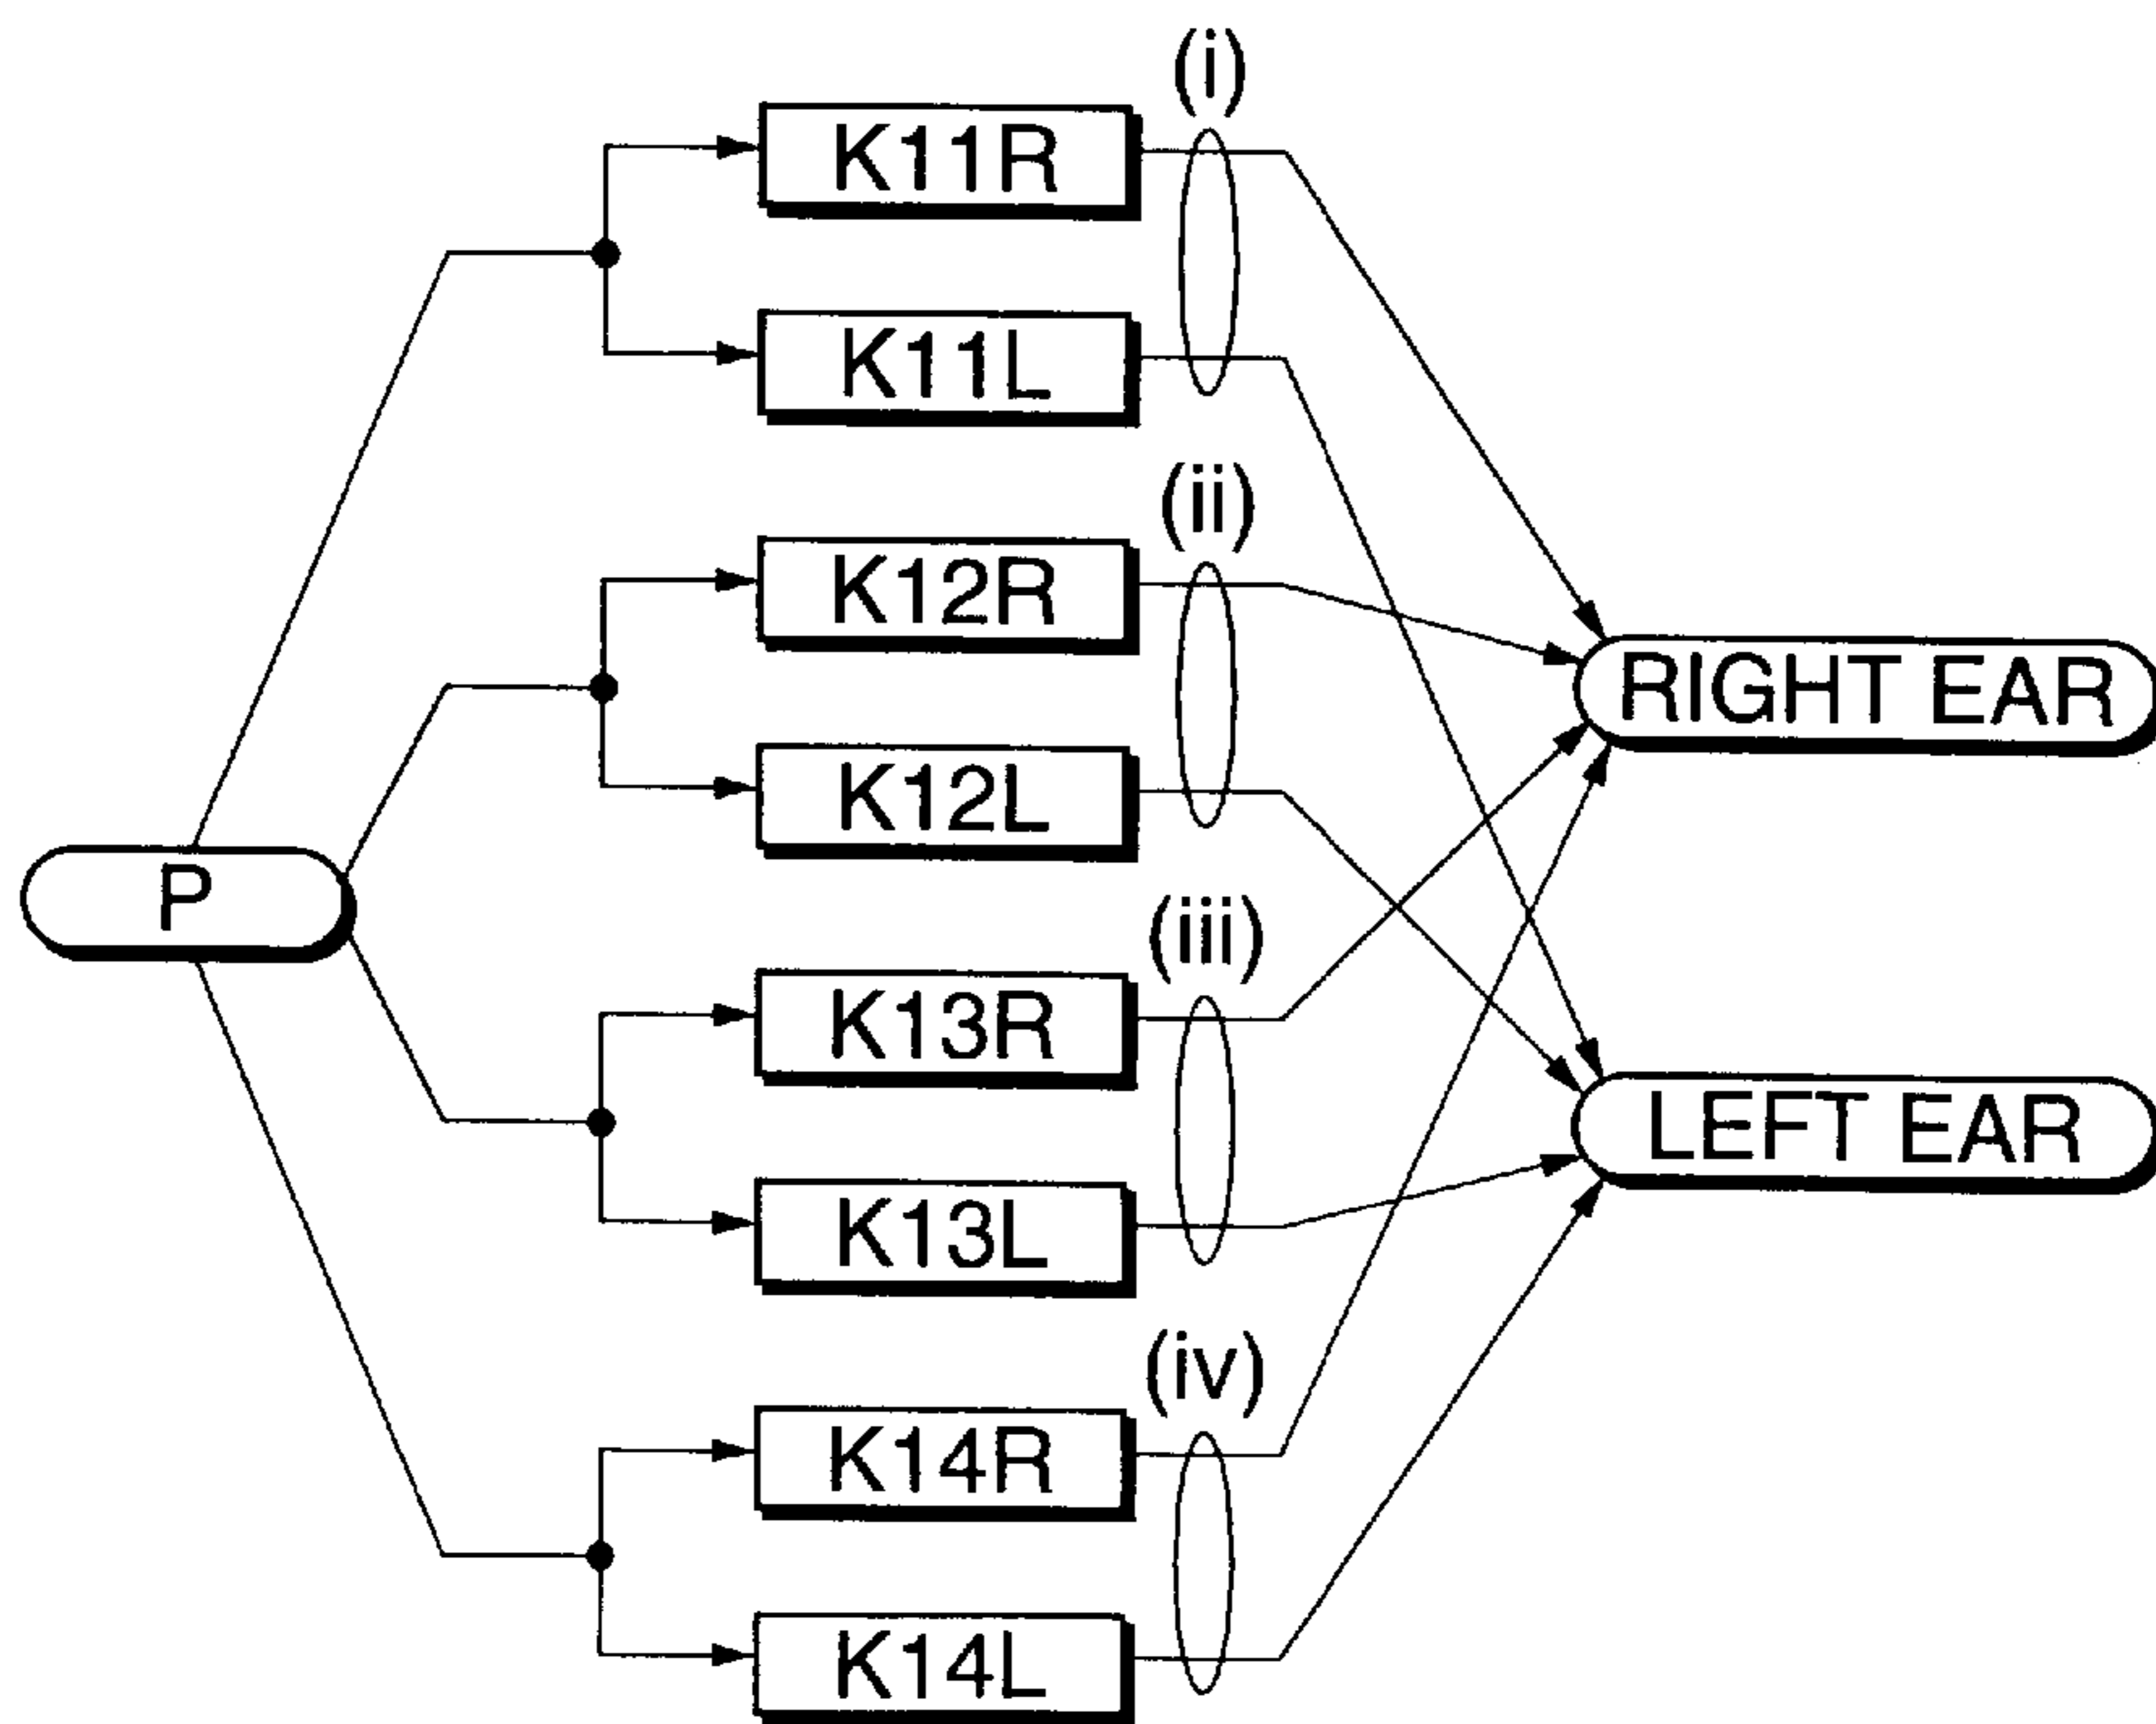 (i)
K11R
K11L
(ii)
K12R
RIGHT EAR
K12L
P
(iii)
K13R
LEFT EAR
K13L
(iv)
K14R
K14L